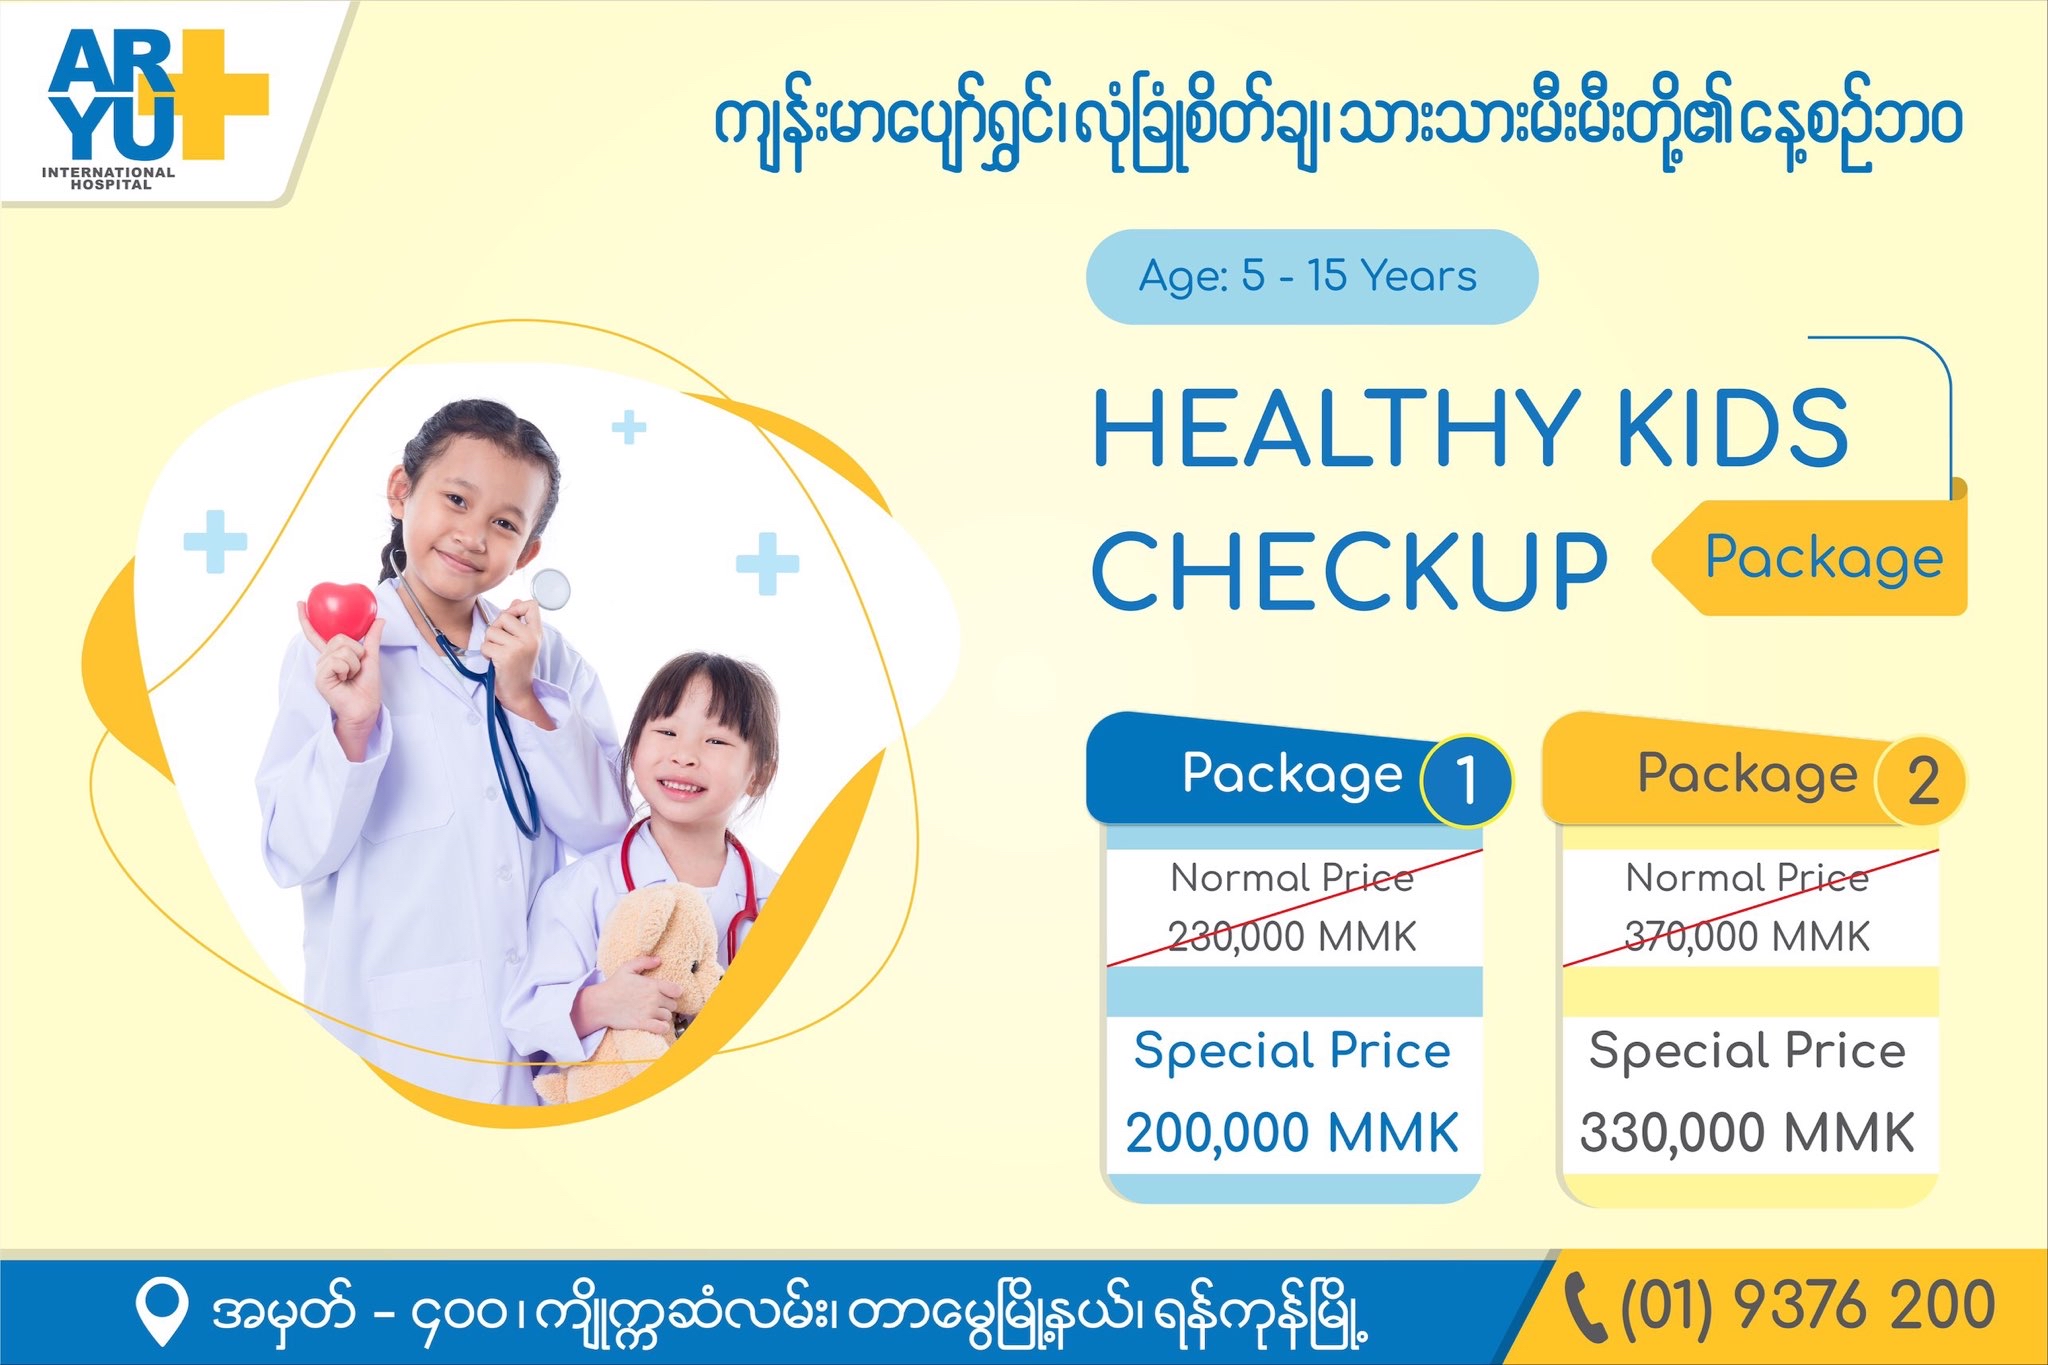 AR
YU
INTERNATIONAL
HOSPITAL
ကျန်းမာပျော်ရွှင်၊ လုံခြုံစိတ်ချ၊ သားသားမီးမီးတို့၏ နေ့စဉ်ဘဝ
Age: 5 - 15 Years
HEALTHY KIDS
CHECKUP
Package
Package 1
Normal Price
230,000 MMK
Special Price
200,000 MMK
Package 2
Normal Price
370,000 MMK
Special Price
330,000 MMK
အမှတ် - ၄၀၀ ၊ ကျိုက္ကဆံလမ်း၊ တာမွေမြို့နယ်၊ ရန်ကုန်မြို့
(01) 9376 200